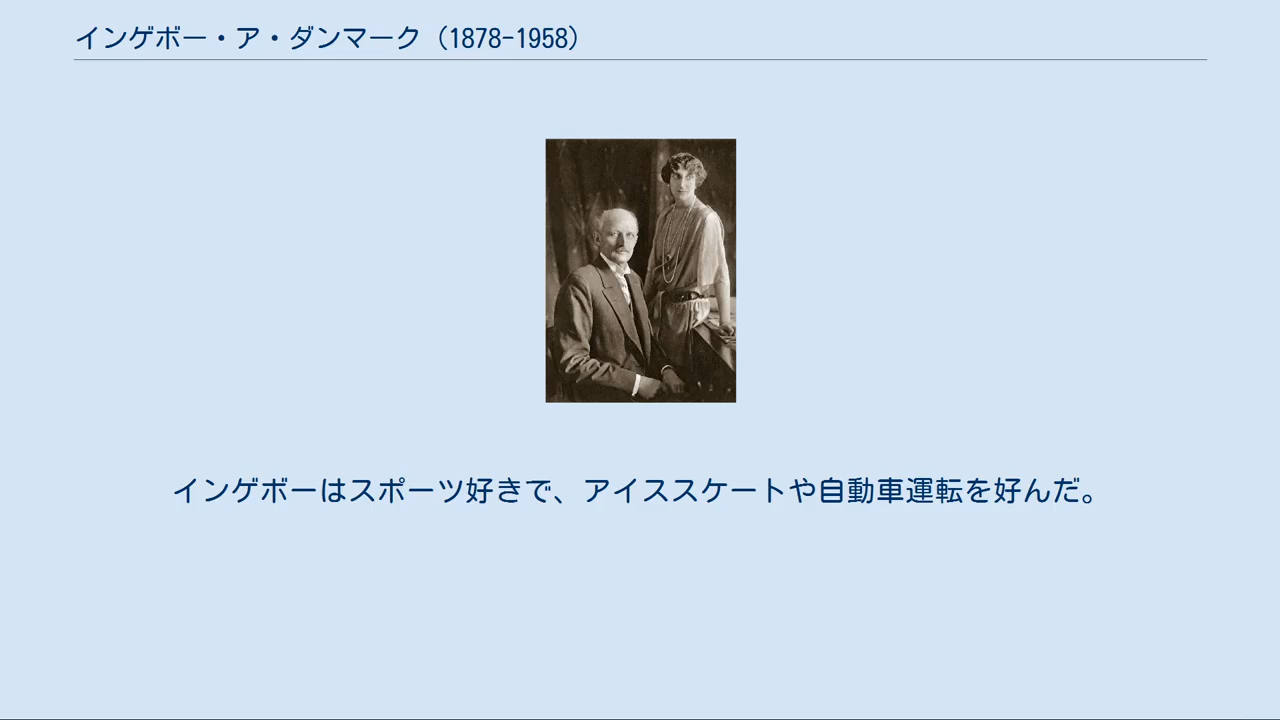 インゲボー・ア・ダンマーク（1878-1958）
インゲボーはスポーツ好きで、アイススケートや自動車運転を好んだ。